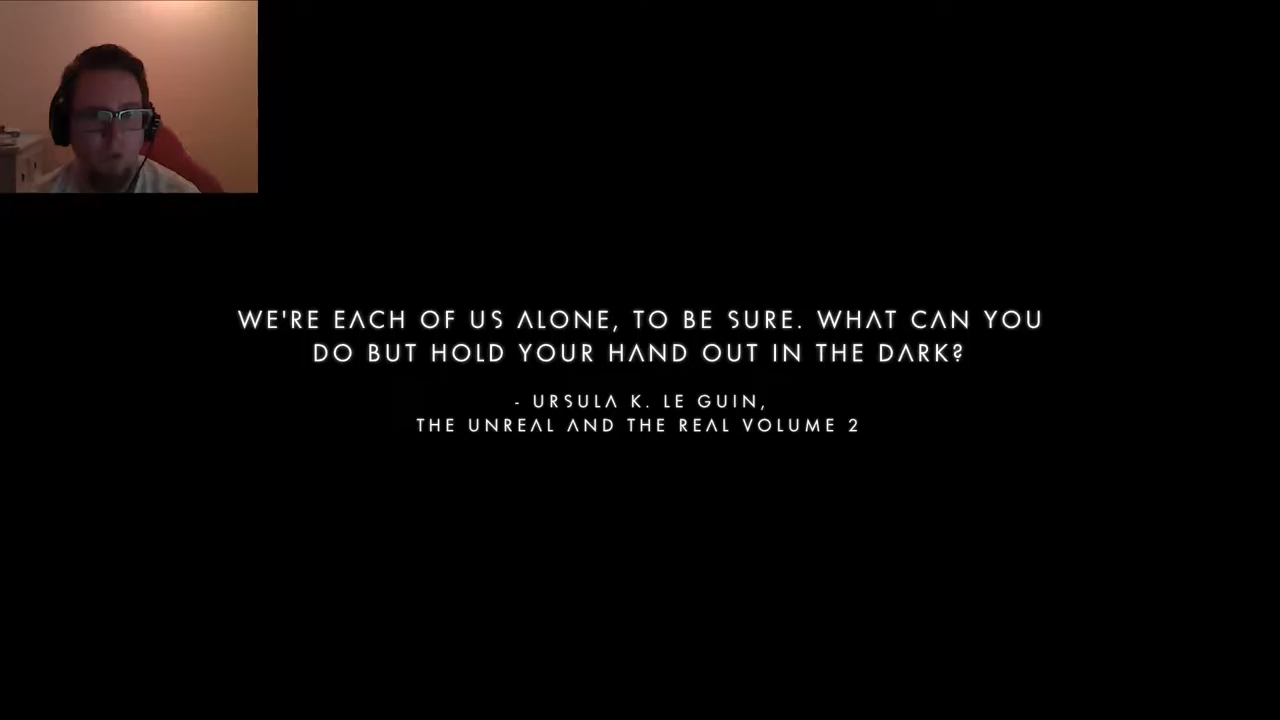 WE'RE EACH OF US ALONE, TO BE SURE. WHAT CAN YOU
DO BUT HOLD YOUR HAND OUT IN THE DARK?
- URSULA K. LE GUIN,
THE UNREAL AND THE REAL VOLUME 2